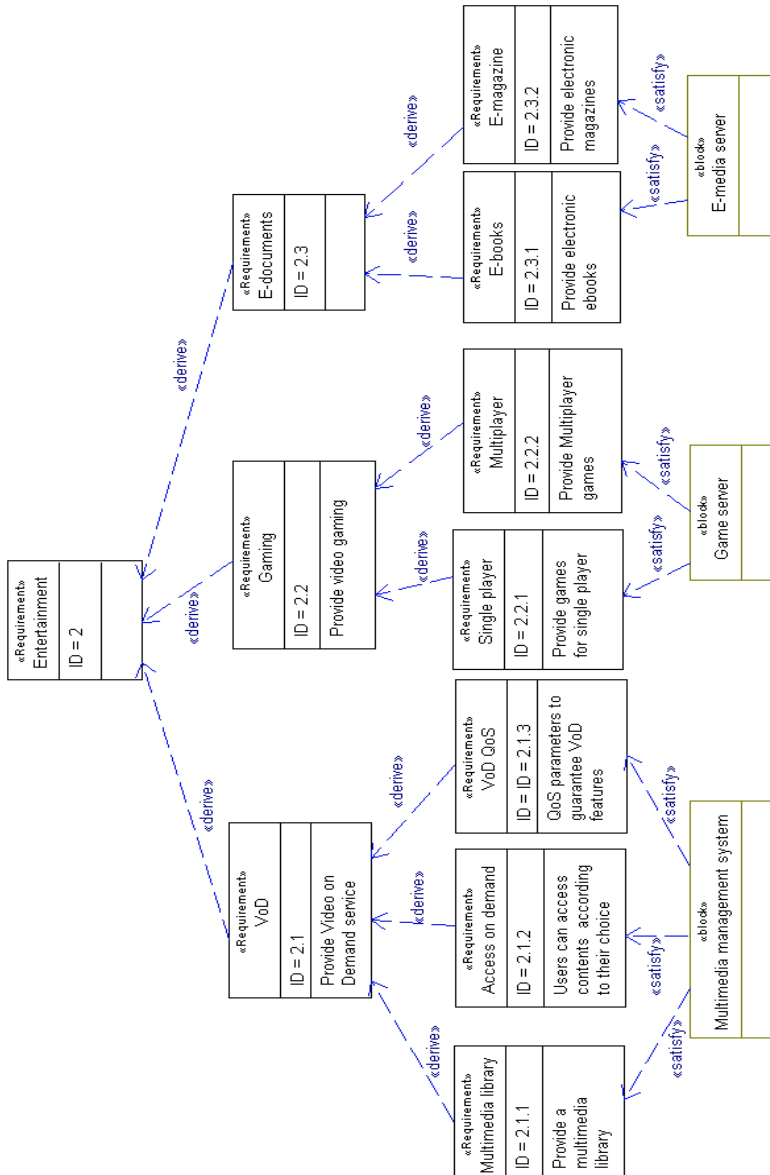 «Requirement»
Entertainment
ID = 2
«derive»
«derive»
«derive»
«Requirement»
VoD
ID = 2.1
Provide Video on
Demand service
«Requirement»
Gaming
ID = 2.2
Provide video gaming
«Requirement»
E-documents
ID = 2.3
«derive»
«derive»
«derive»
«derive»
«derive»
«derive»
«derive»
«Requirement»
Multimedia library
ID = 2.1.1
Provide a
multimedia
library
«Requirement»
Access on demand
ID = 2.1.2
Users can access
contents according
to their choice
«Requirement»
VoD QoS
ID = ID = 2.1.3
QoS parameters to
guarantee VoD
features
«Requirement»
Single player
ID = 2.2.1
Provide games
for single player
«Requirement»
Multiplayer
ID = 2.2.2
Provide Multiplayer
games
«Requirement»
E-books
ID = 2.3.1
Provide electronic
ebooks
«Requirement»
E-magazine
ID = 2.3.2
Provide electronic
magazines
«satisfy»
«satisfy»
«satisfy»
«satisfy»
«satisfy»
«satisfy»
«satisfy»
«block»
Multimedia management system
«block»
Game server
«block»
E-media server